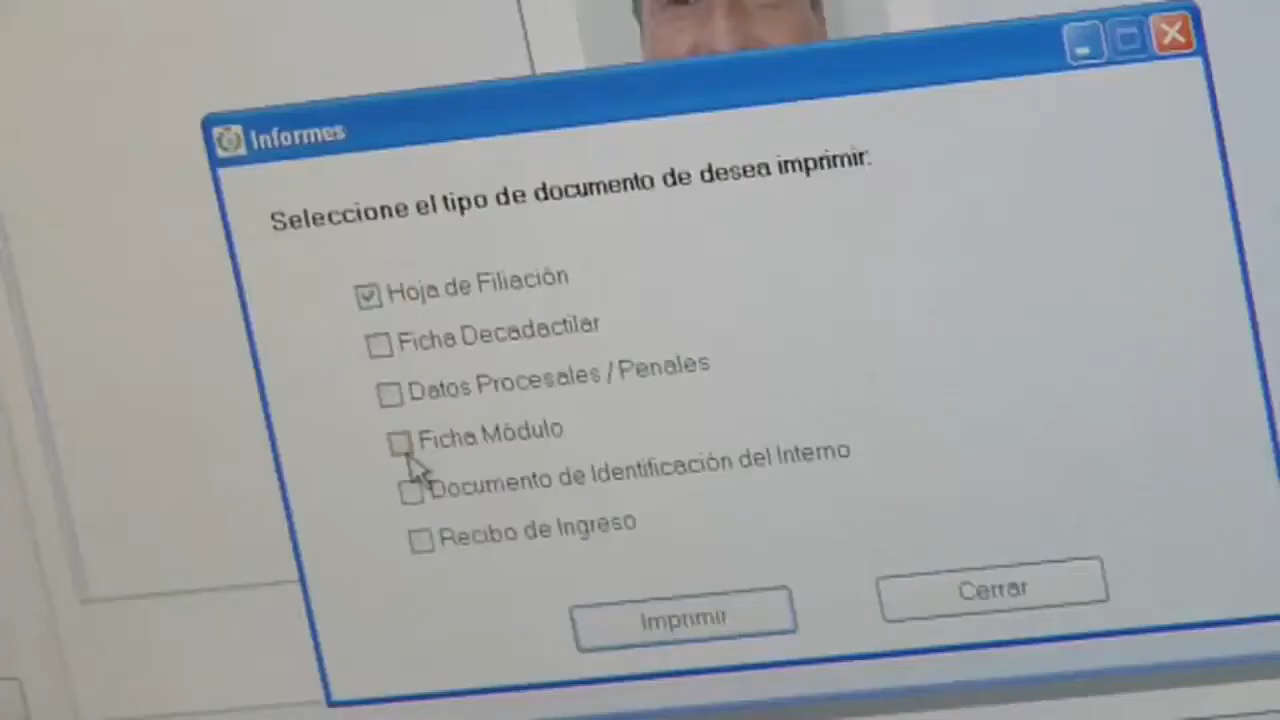 Informes
Seleccione el tipo de documento de desea imprimir:
Hoja de Filiación
Ficha Decadactilar
Datos Procesales / Penales
Ficha Módulo
Documento de Identificación del Interno
Recibo de Ingreso
Imprimir
Cerrar